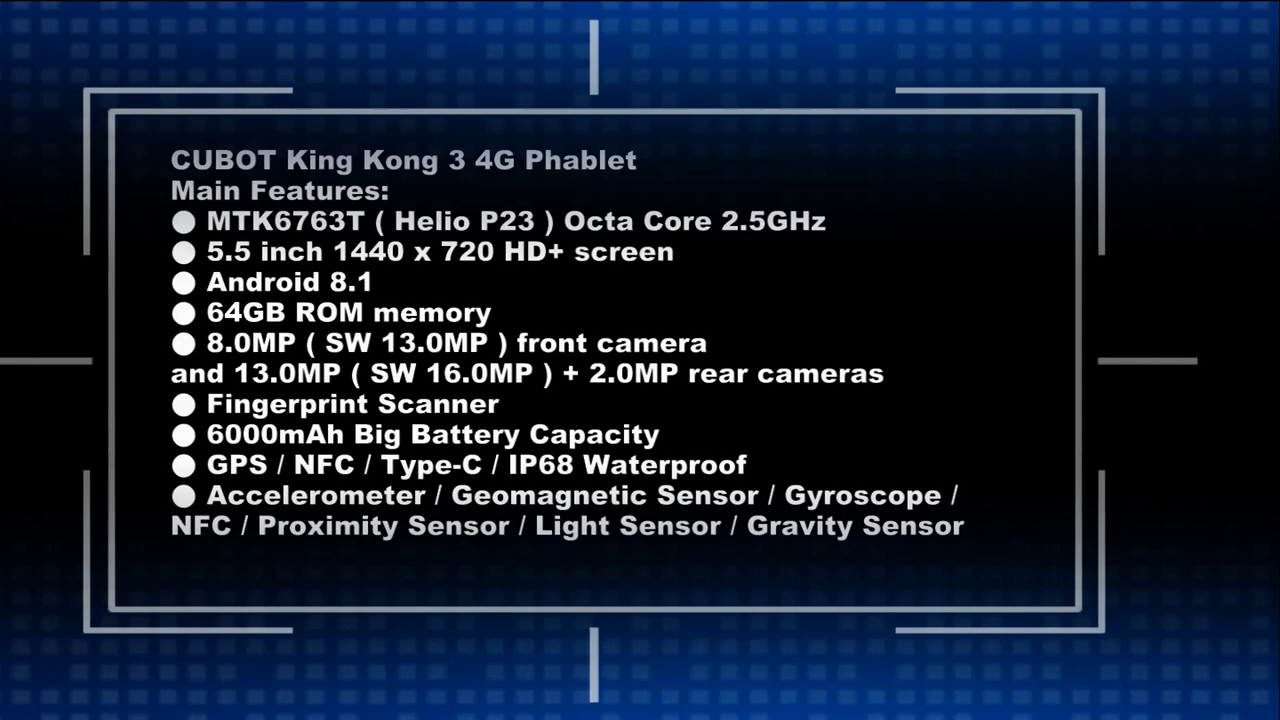 CUBOT King Kong 3 4G Phablet
Main Features:
● MTK6763T ( Helio P23 ) Octa Core 2.5GHz
● 5.5 inch 1440 x 720 HD+ screen
● Android 8.1
● 64GB ROM memory
● 8.0MP ( SW 13.0MP ) front camera
and 13.0MP ( SW 16.0MP ) + 2.0MP rear cameras
● Fingerprint Scanner
● 6000mAh Big Battery Capacity
● GPS / NFC / Type-C / IP68 Waterproof
● Accelerometer / Geomagnetic Sensor / Gyroscope /
NFC / Proximity Sensor / Light Sensor / Gravity Sensor